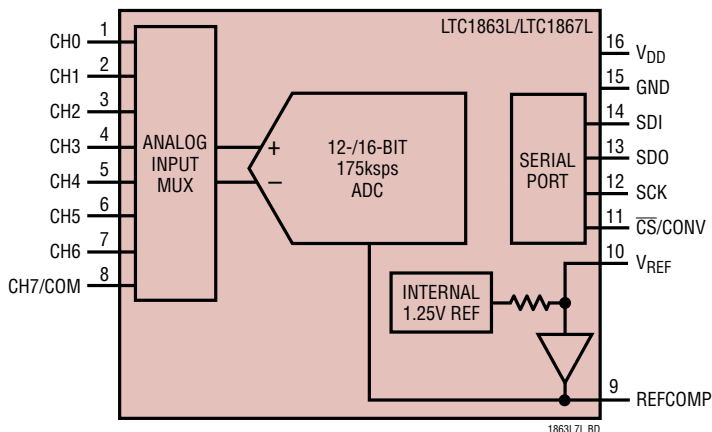 LTC1863L/LTC1867L
1
CH0
2
CH1
3
CH2
4
CH3
5
CH4
6
CH5
7
CH6
8
CH7/COM
ANALOG
INPUT
MUX
+
–
12-/16-BIT
175ksps
ADC
SERIAL
PORT
INTERNAL
1.25V REF
16
VDD
15
GND
14
SDI
13
SDO
12
SCK
11
CS/CONV
10
VREF
9
REFCOMP
1863L7L BD